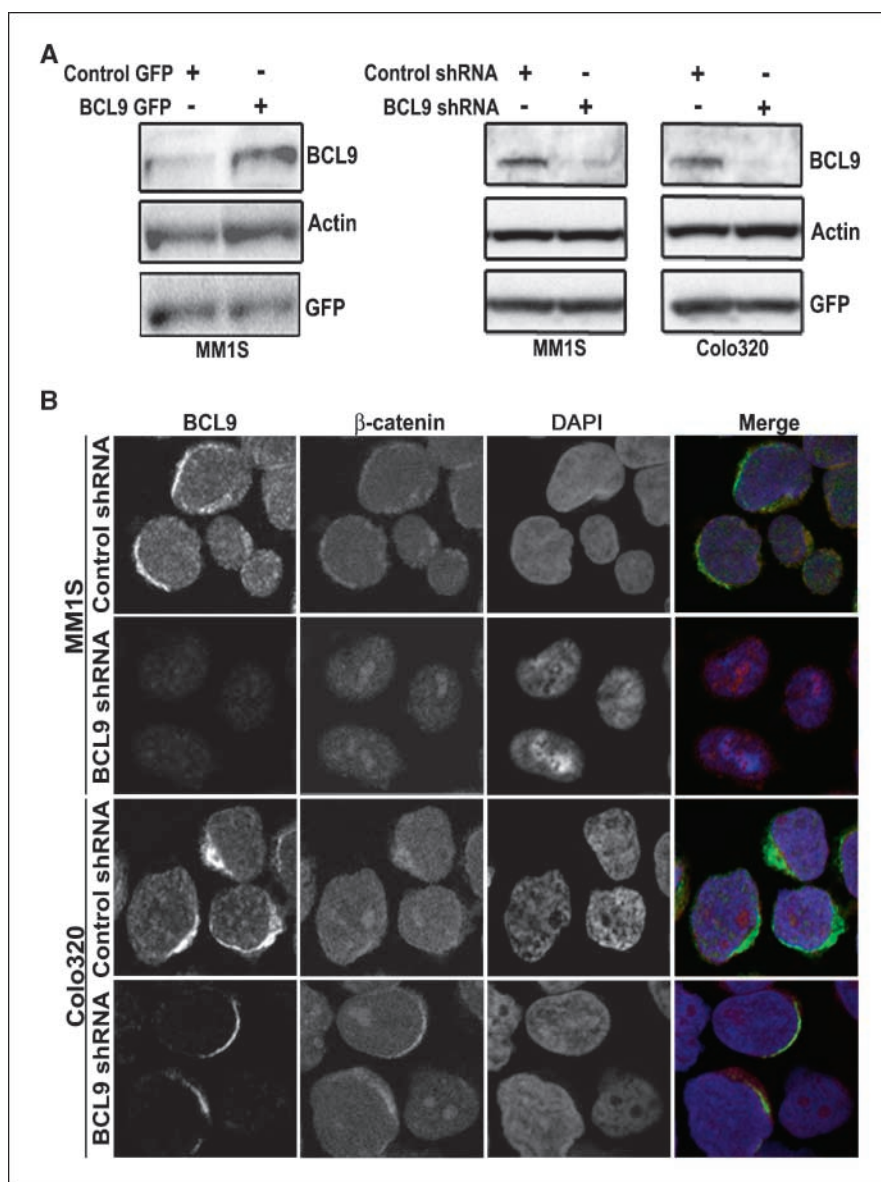 A
Control GFP + -
BCL9 GFP - +
BCL9
Actin
GFP
MM1S
Control shRNA + - + -
BCL9 shRNA - + - +
BCL9
Actin
GFP
MM1S Colo320
B
BCL9 β-catenin DAPI Merge
MM1S
Control shRNA
BCL9 shRNA
Colo320
Control shRNA
BCL9 shRNA